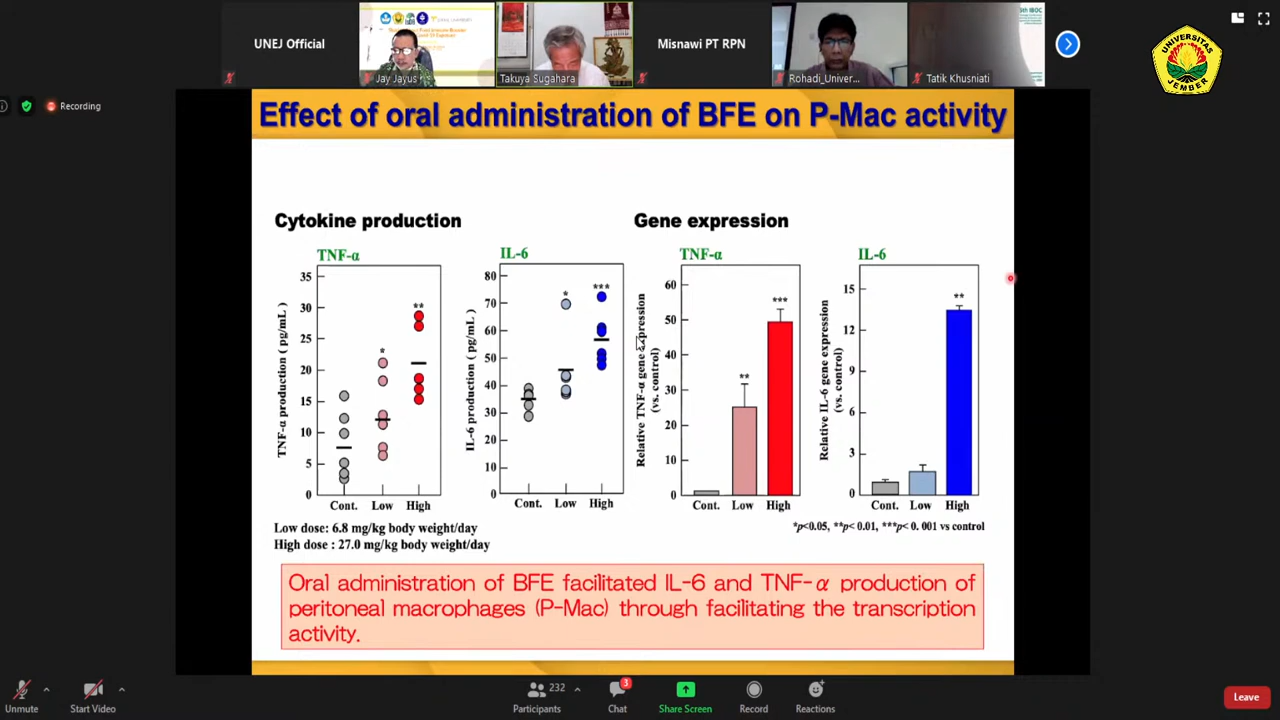 UNEJ Official
Jay Jayus
Takuya Sugahara
Misnawi PT RPN
Rohadi_Univer...
Tatik Khusniati
UNIVERSITAS
JEMBER
Recording
Effect of oral administration of BFE on P-Mac activity
Cytokine production
Gene expression
TNF-α
IL-6
TNF-α
IL-6
TNF-α production ( pg/mL )
35
30
25
20
15
10
5
0
**
*
Cont. Low High
IL-6 production ( pg/mL )
80
70
60
50
40
30
20
10
0
*
***
Cont. Low High
Relative TNF-α gene expression
(vs. control)
60
50
40
30
20
10
0
**
***
Cont. Low High
Relative IL-6 gene expression
(vs. control)
15
12
9
6
3
0
**
Cont. Low High
Low dose: 6.8 mg/kg body weight/day
High dose : 27.0 mg/kg body weight/day
*p<0.05, **p< 0.01, ***p< 0. 001 vs control
Oral administration of BFE facilitated IL-6 and TNF-α production of
peritoneal macrophages (P-Mac) through facilitating the transcription
activity.
Unmute
Start Video
232
Participants
3
Chat
Share Screen
Record
Reactions
Leave